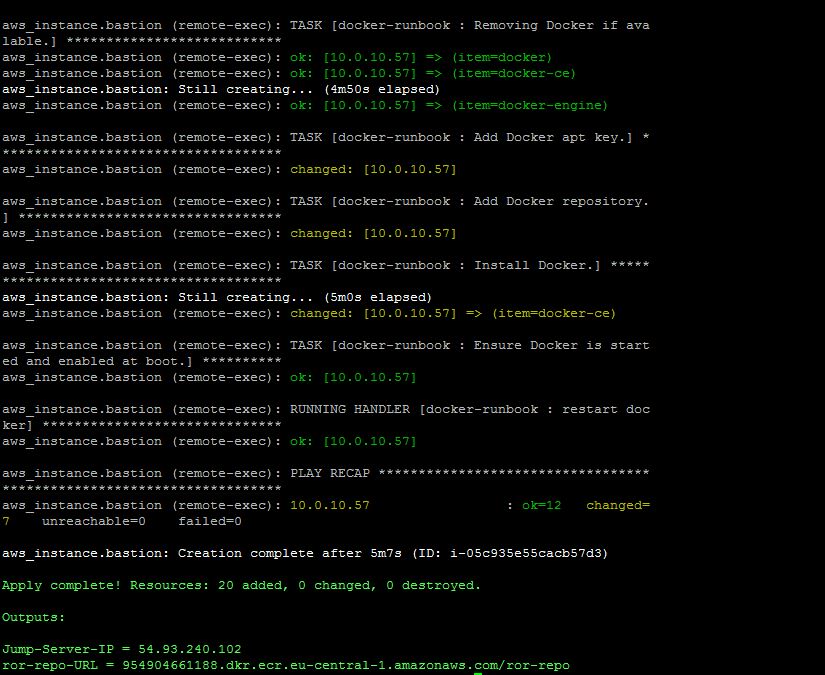 aws_instance.bastion (remote-exec): TASK [docker-runbook : Removing Docker if ava
lable.] ***************************
aws_instance.bastion (remote-exec): ok: [10.0.10.57] => (item=docker)
aws_instance.bastion (remote-exec): ok: [10.0.10.57] => (item=docker-ce)
aws_instance.bastion: Still creating... (4m50s elapsed)
aws_instance.bastion (remote-exec): ok: [10.0.10.57] => (item=docker-engine)
aws_instance.bastion (remote-exec): TASK [docker-runbook : Add Docker apt key.] *
***********************************
aws_instance.bastion (remote-exec): changed: [10.0.10.57]
aws_instance.bastion (remote-exec): TASK [docker-runbook : Add Docker repository.
] *********************************
aws_instance.bastion (remote-exec): changed: [10.0.10.57]
aws_instance.bastion (remote-exec): TASK [docker-runbook : Install Docker.] *****
***********************************
aws_instance.bastion: Still creating... (5m0s elapsed)
aws_instance.bastion (remote-exec): changed: [10.0.10.57] => (item=docker-ce)
aws_instance.bastion (remote-exec): TASK [docker-runbook : Ensure Docker is start
ed and enabled at boot.] **********
aws_instance.bastion (remote-exec): ok: [10.0.10.57]
aws_instance.bastion (remote-exec): RUNNING HANDLER [docker-runbook : restart doc
ker] ******************************
aws_instance.bastion (remote-exec): ok: [10.0.10.57]
aws_instance.bastion (remote-exec): PLAY RECAP **********************************
***********************************
aws_instance.bastion (remote-exec): 10.0.10.57                 : ok=12   changed=
7    unreachable=0    failed=0
aws_instance.bastion: Creation complete after 5m7s (ID: i-05c935e55cacb57d3)
Apply complete! Resources: 20 added, 0 changed, 0 destroyed.
Outputs:
Jump-Server-IP = 54.93.240.102
ror-repo-URL = 954904661188.dkr.ecr.eu-central-1.amazonaws.com/ror-repo